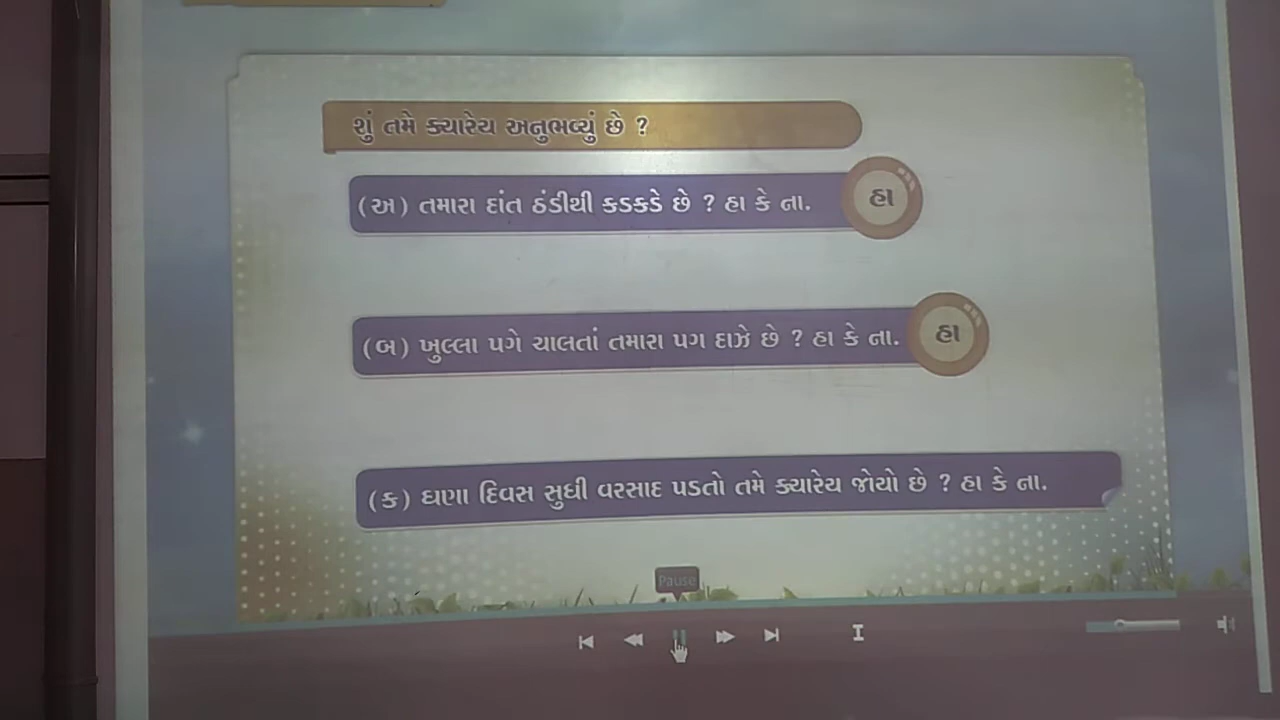 શું તમે ક્યારેય અનુભવ્યું છે ?
(અ) તમારા દાંત ઠંડીથી કડકડે છે ? હા કે ના. હા
(બ) ખુલ્લા પગે ચાલતાં તમારા પગ દાઝે છે ? હા કે ના. હા
(ક) ઘણા દિવસ સુધી વરસાદ પડતો તમે ક્યારેય જોયો છે ? હા કે ના.
Pause